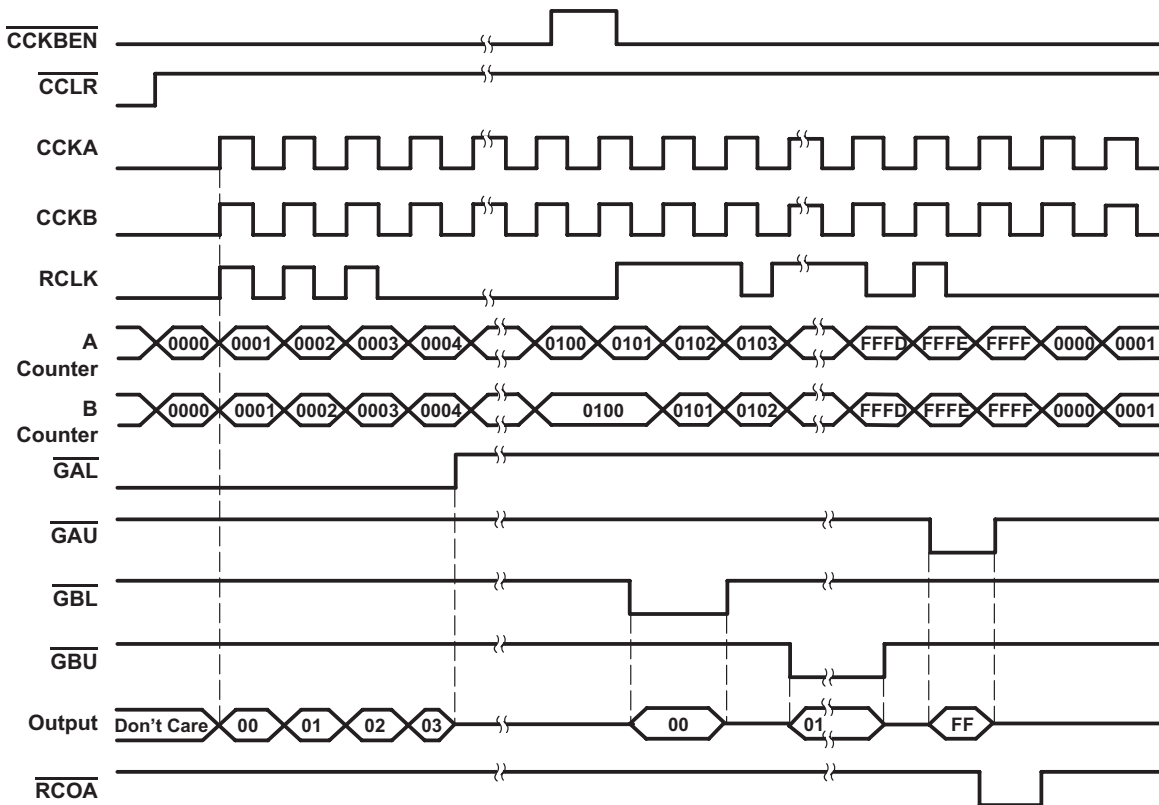 CCKBEN
CCLR
CCKA
CCKB
RCLK
A
Counter
0000 0001 0002 0003 0004 0100 0101 0102 0103 FFFD FFFE FFFF 0000 0001
B
Counter
0000 0001 0002 0003 0004 0100 0101 0102 FFFD FFFE FFFF 0000 0001
GAL
GAU
GBL
GBU
Output Don't Care 00 01 02 03 00 01 FF
RCOA